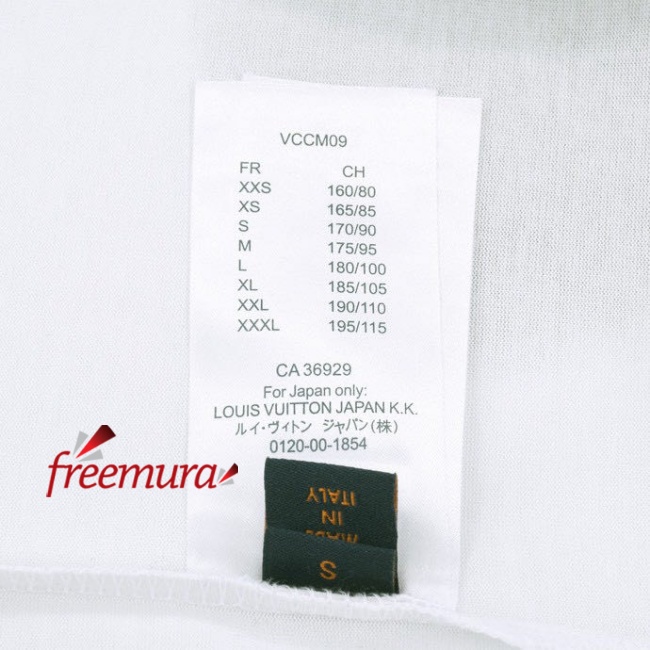 VCCM09
FR CH
XXS 160/80
XS 165/85
S 170/90
M 175/95
L 180/100
XL 185/105
XXL 190/110
XXXL 195/115
CA 36929
For Japan only:
LOUIS VUITTON JAPAN K.K.
ルイ・ヴィトン ジャパン(株)
0120-00-1854
freemura
ITALY
IN
MADE
S